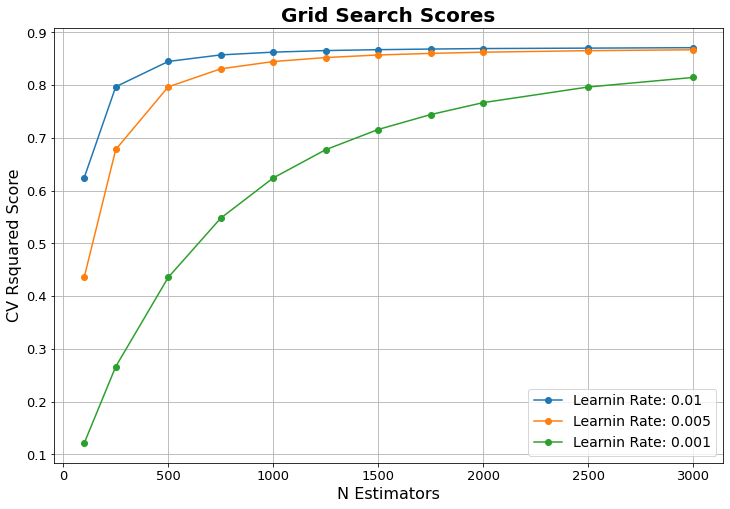 Grid Search Scores
CV Rsquared Score
0.9
0.8
0.7
0.6
0.5
0.4
0.3
0.2
0.1
0 500 1000 1500 2000 2500 3000
N Estimators
Learnin Rate: 0.01
Learnin Rate: 0.005
Learnin Rate: 0.001